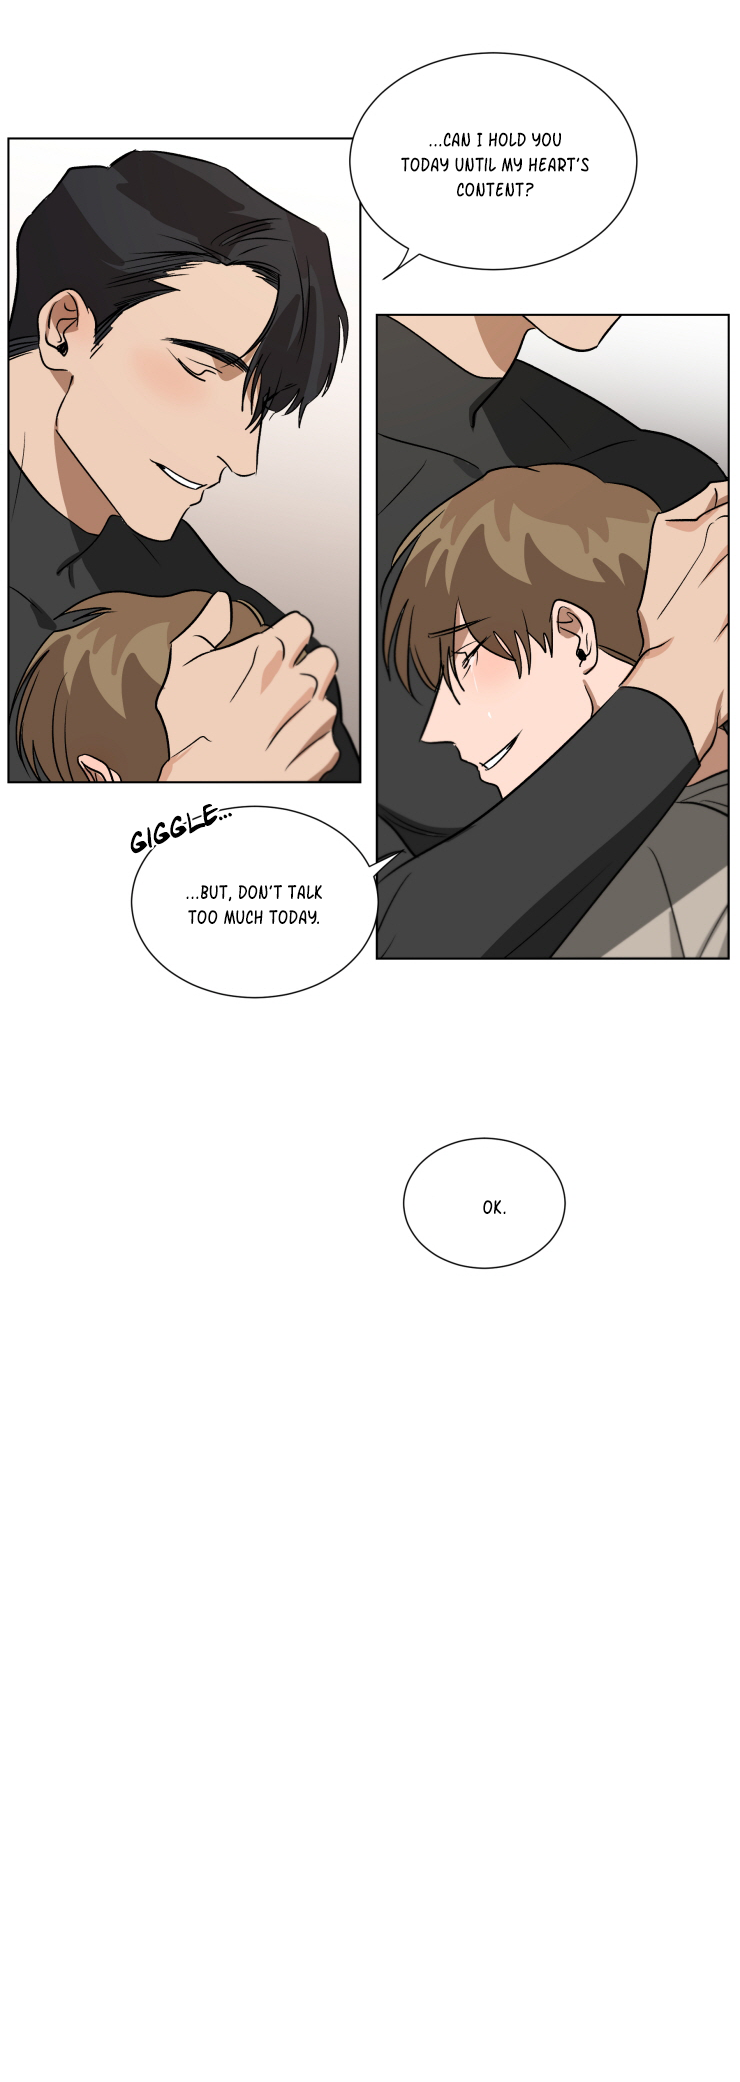 ...CAN I HOLD YOU
TODAY UNTIL MY HEART'S
CONTENT?
GIGGLE...
...BUT, DON'T TALK
TOO MUCH TODAY.
OK.